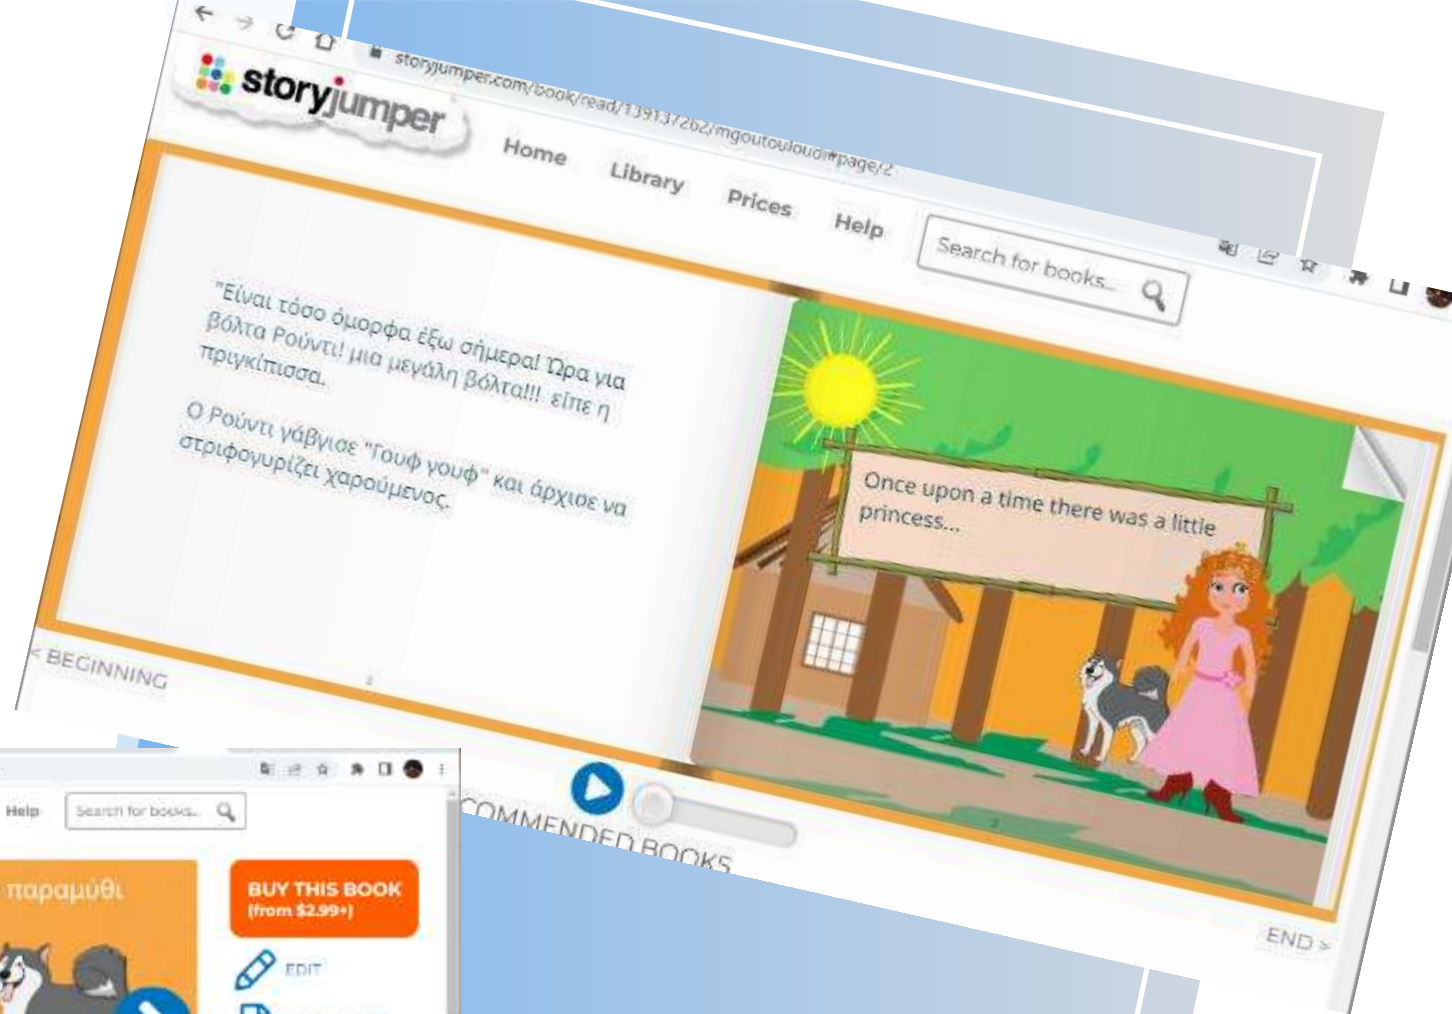 storyjumper.com/book/read/139137262/mgoutouloudi#page/2
storyjumper
Home
Library
Prices
Help
Search for books...
"Είναι τόσο όμορφα έξω σήμερα! Ώρα για
βόλτα Ρούντι! μια μεγάλη βόλτα!!! είπε η
πριγκίπισσα.
Ο Ρούντι γάβγισε "Γουφ γουφ" και άρχισε να
στριφογυρίζει χαρούμενος.
Once upon a time there was a little
princess...
< BEGINNING
COMMENDED BOOKS
END >
Help
Search for books...
παραμύθι
BUY THIS BOOK
(from $2.99+)
EDIT